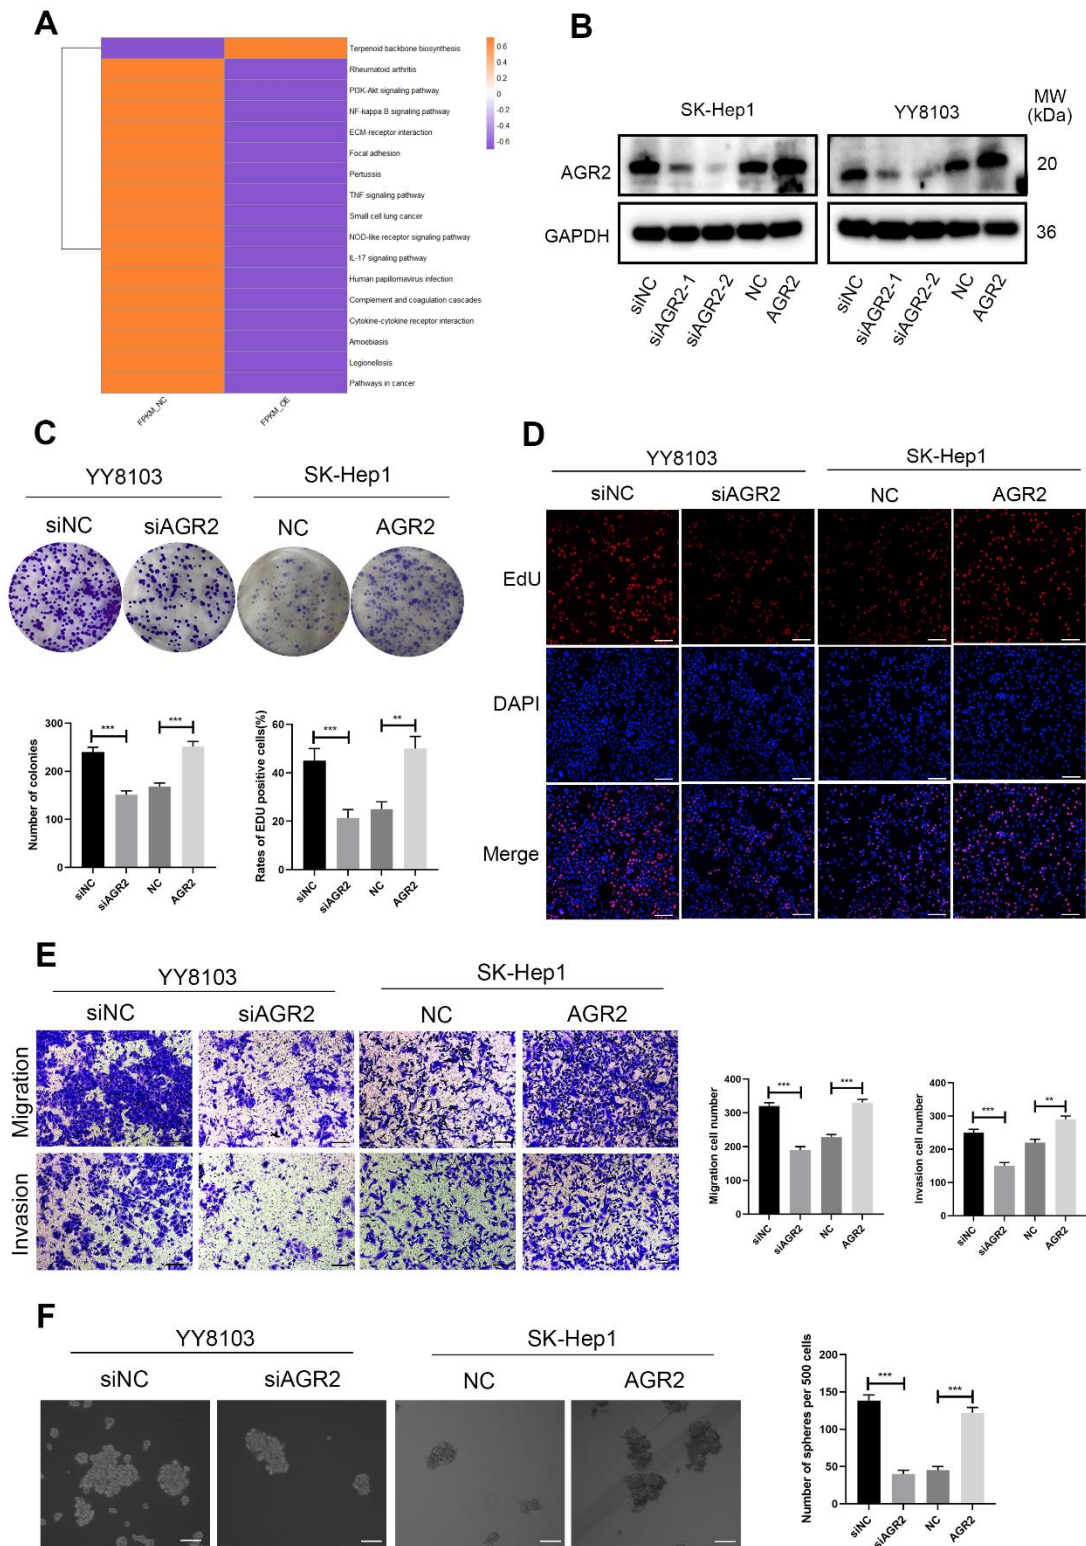 A
0.6
0.4
0.2
0
-0.2
-0.4
-0.6
Terpenoid backbone biosynthesis
Rheumatoid arthritis
PI3K-Akt signaling pathway
NF-kappa B signaling pathway
ECM-receptor interaction
Focal adhesion
Pertussis
TNF signaling pathway
Small cell lung cancer
NOD-like receptor signaling pathway
IL-17 signaling pathway
Human papillomavirus infection
Complement and coagulation cascades
Cytokine-cytokine receptor interaction
Amoebiasis
Legionellosis
Pathways in cancer
FPKM_NC
FPKM_OE
B
SK-Hep1
YY8103
MW
(kDa)
AGR2
20
GAPDH
36
siNC
siAGR2-1
siAGR2-2
NC
AGR2
siNC
siAGR2-1
siAGR2-2
NC
AGR2
C
YY8103
SK-Hep1
siNC
siAGR2
NC
AGR2
Number of colonies
300
200
100
0
***
***
siNC
siAGR2
NC
AGR2
Rates of EDU positive cells(%)
60
40
20
0
***
**
siNC
siAGR2
NC
AGR2
D
YY8103
SK-Hep1
siNC
siAGR2
NC
AGR2
EdU
DAPI
Merge
E
YY8103
SK-Hep1
siNC
siAGR2
NC
AGR2
Migration
Invasion
Migration cell number
400
300
200
100
0
***
***
siNC
siAGR2
NC
AGR2
Invasion cell number
400
300
200
100
0
***
**
siNC
siAGR2
NC
AGR2
F
YY8103
SK-Hep1
siNC
siAGR2
NC
AGR2
Number of spheres per 500 cells
200
150
100
50
0
***
***
siNC
siAGR2
NC
AGR2